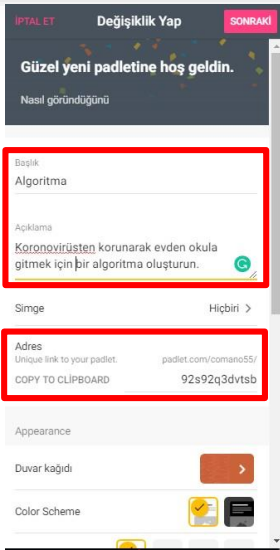 İPTAL ET Değişiklik Yap SONRAKİ
Güzel yeni padletine hoş geldin.
Nasıl göründüğünü
Başlık
Algoritma
Açıklama
Koronovirüsten korunarak evden okula
gitmek için bir algoritma oluşturun.
Simge Hiçbiri >
Adres
Unique link to your padlet. padlet.com/comano55/
COPY TO CLİPBOARD 92s92q3dvtsb
Appearance
Duvar kağıdı
Color Scheme